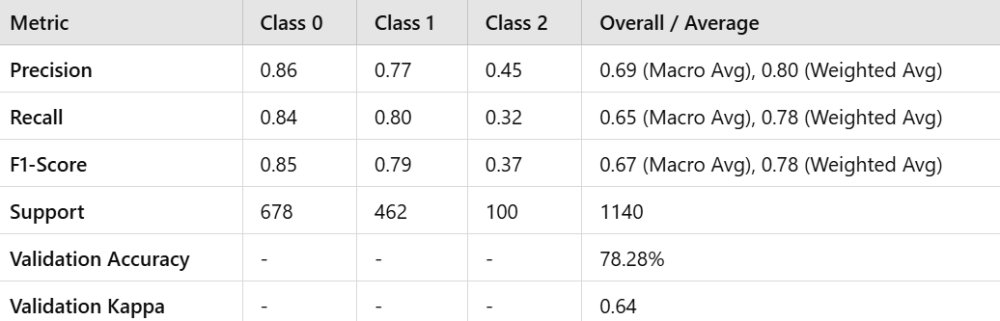 Metric Class 0 Class 1 Class 2 Overall / Average
Precision 0.86 0.77 0.45 0.69 (Macro Avg), 0.80 (Weighted Avg)
Recall 0.84 0.80 0.32 0.65 (Macro Avg), 0.78 (Weighted Avg)
F1-Score 0.85 0.79 0.37 0.67 (Macro Avg), 0.78 (Weighted Avg)
Support 678 462 100 1140
Validation Accuracy - - - 78.28%
Validation Kappa - - - 0.64